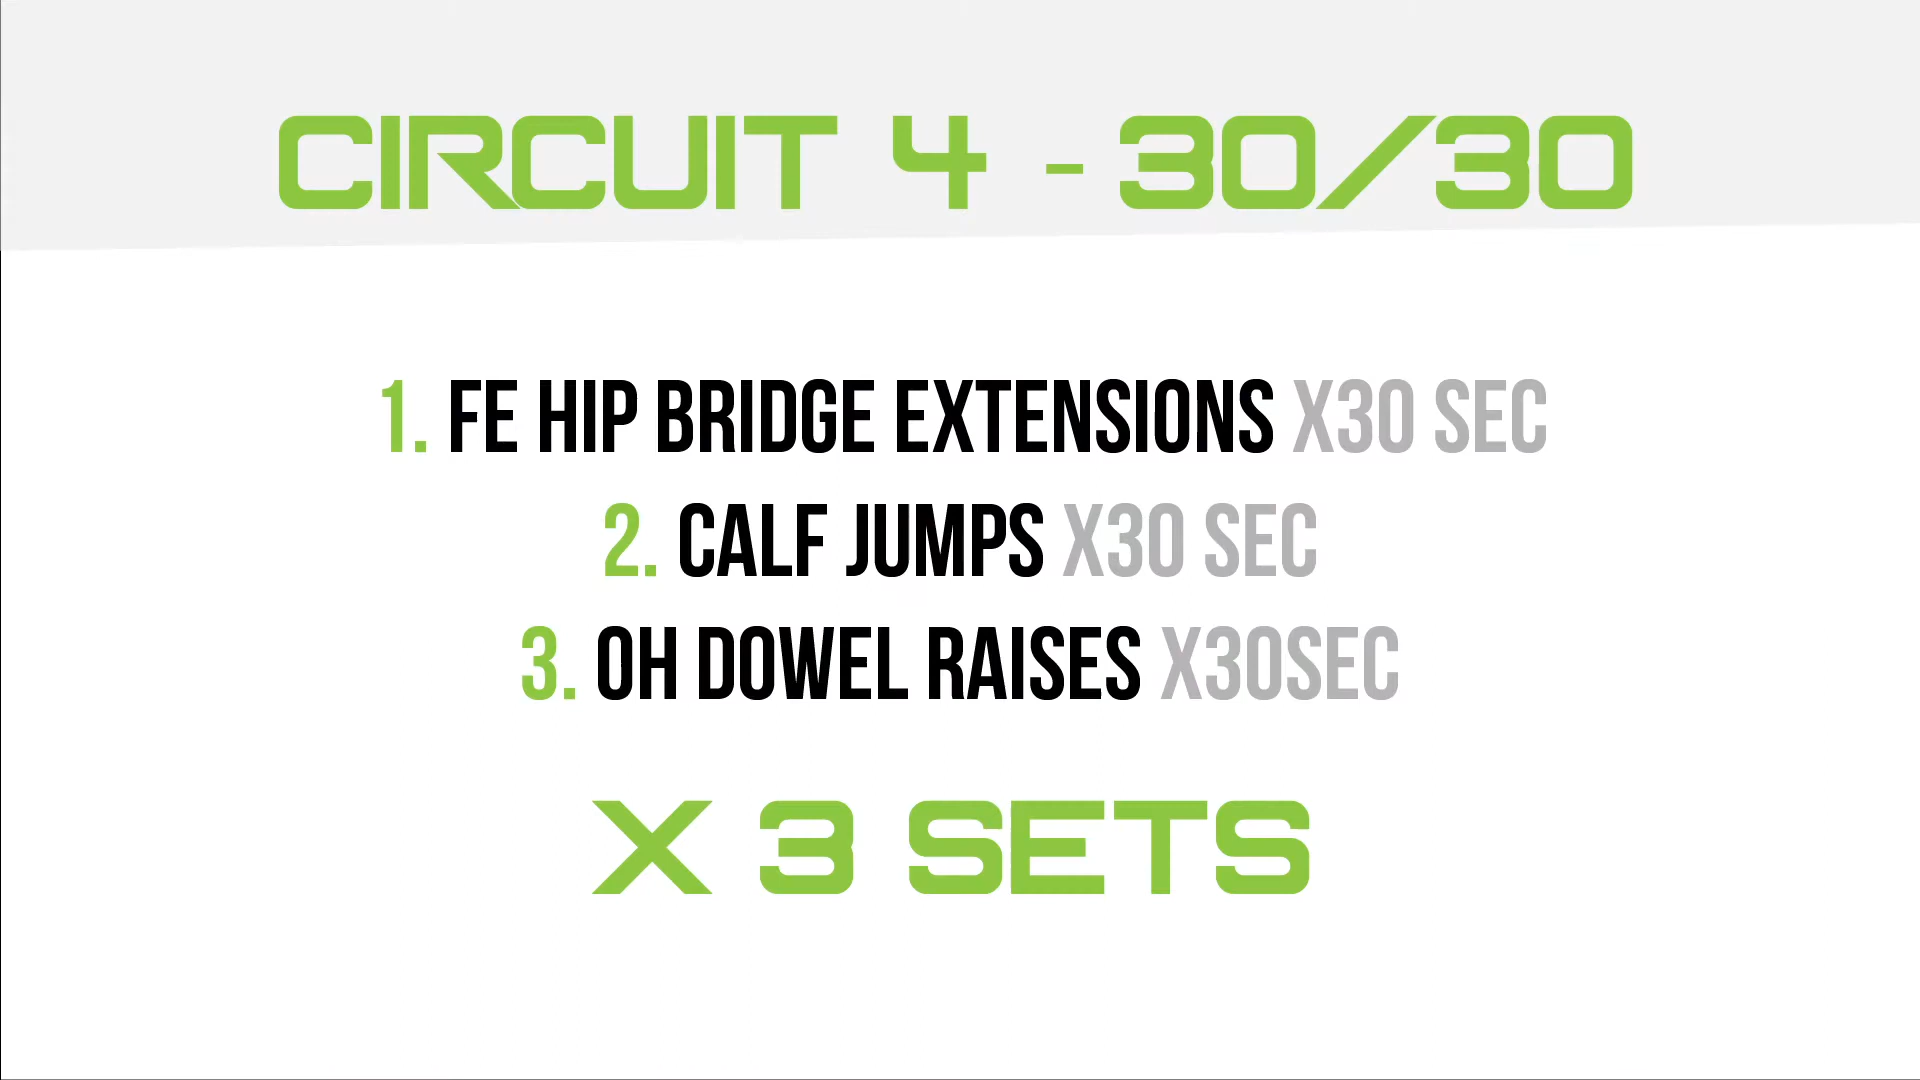 CIRCUIT 4 - 30/30
1. FE HIP BRIDGE EXTENSIONS X30 SEC
2. CALF JUMPS X30 SEC
3. OH DOWEL RAISES X30SEC
X 3 SETS